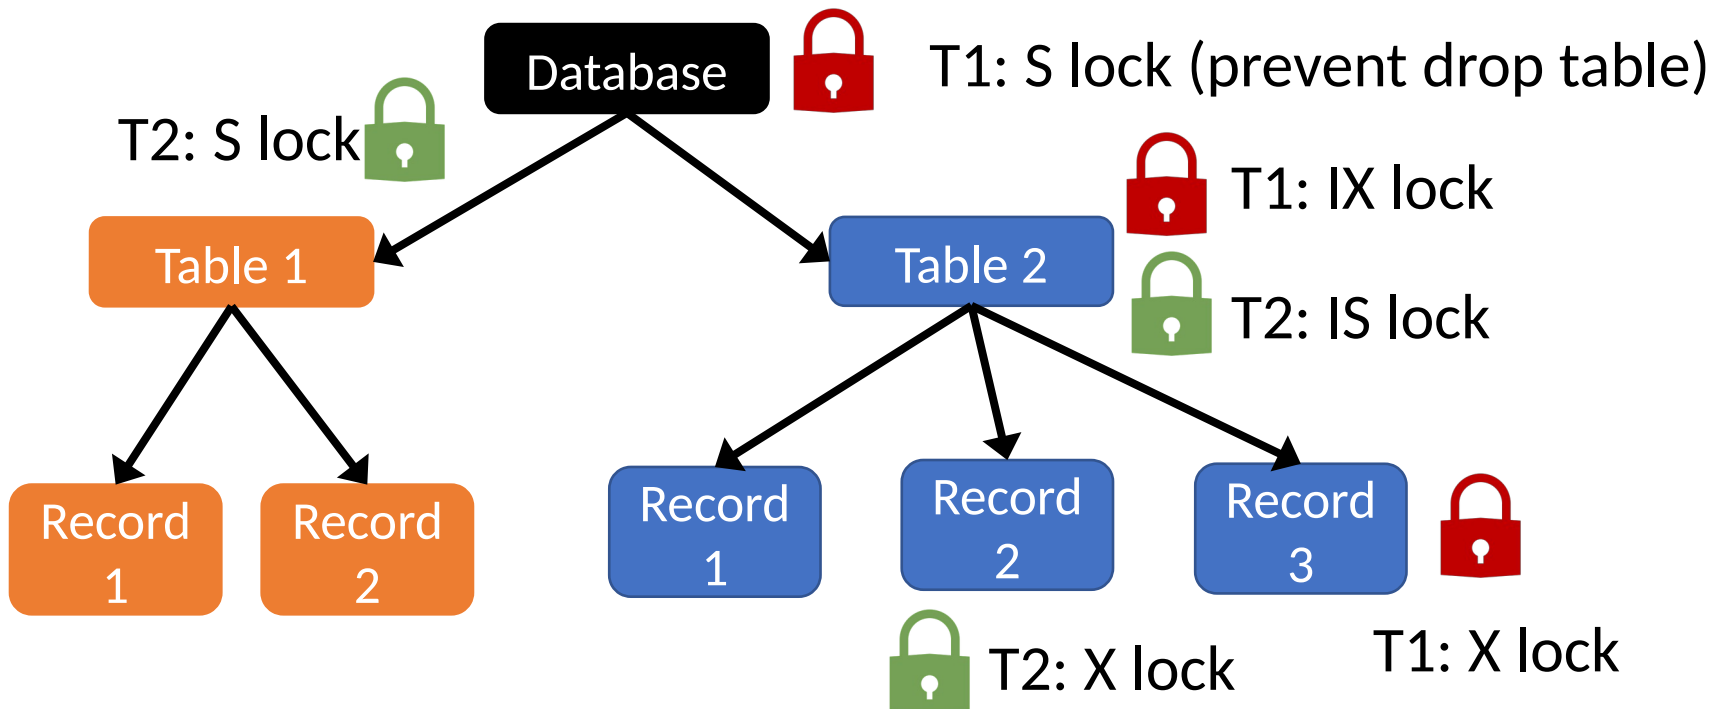 Database
T1: S lock (prevent drop table)
T2: S lock
T1: IX lock
Table 1
Table 2
T2: IS lock
Record
1
Record
2
Record
1
Record
2
Record
3
T2: X lock
T1: X lock